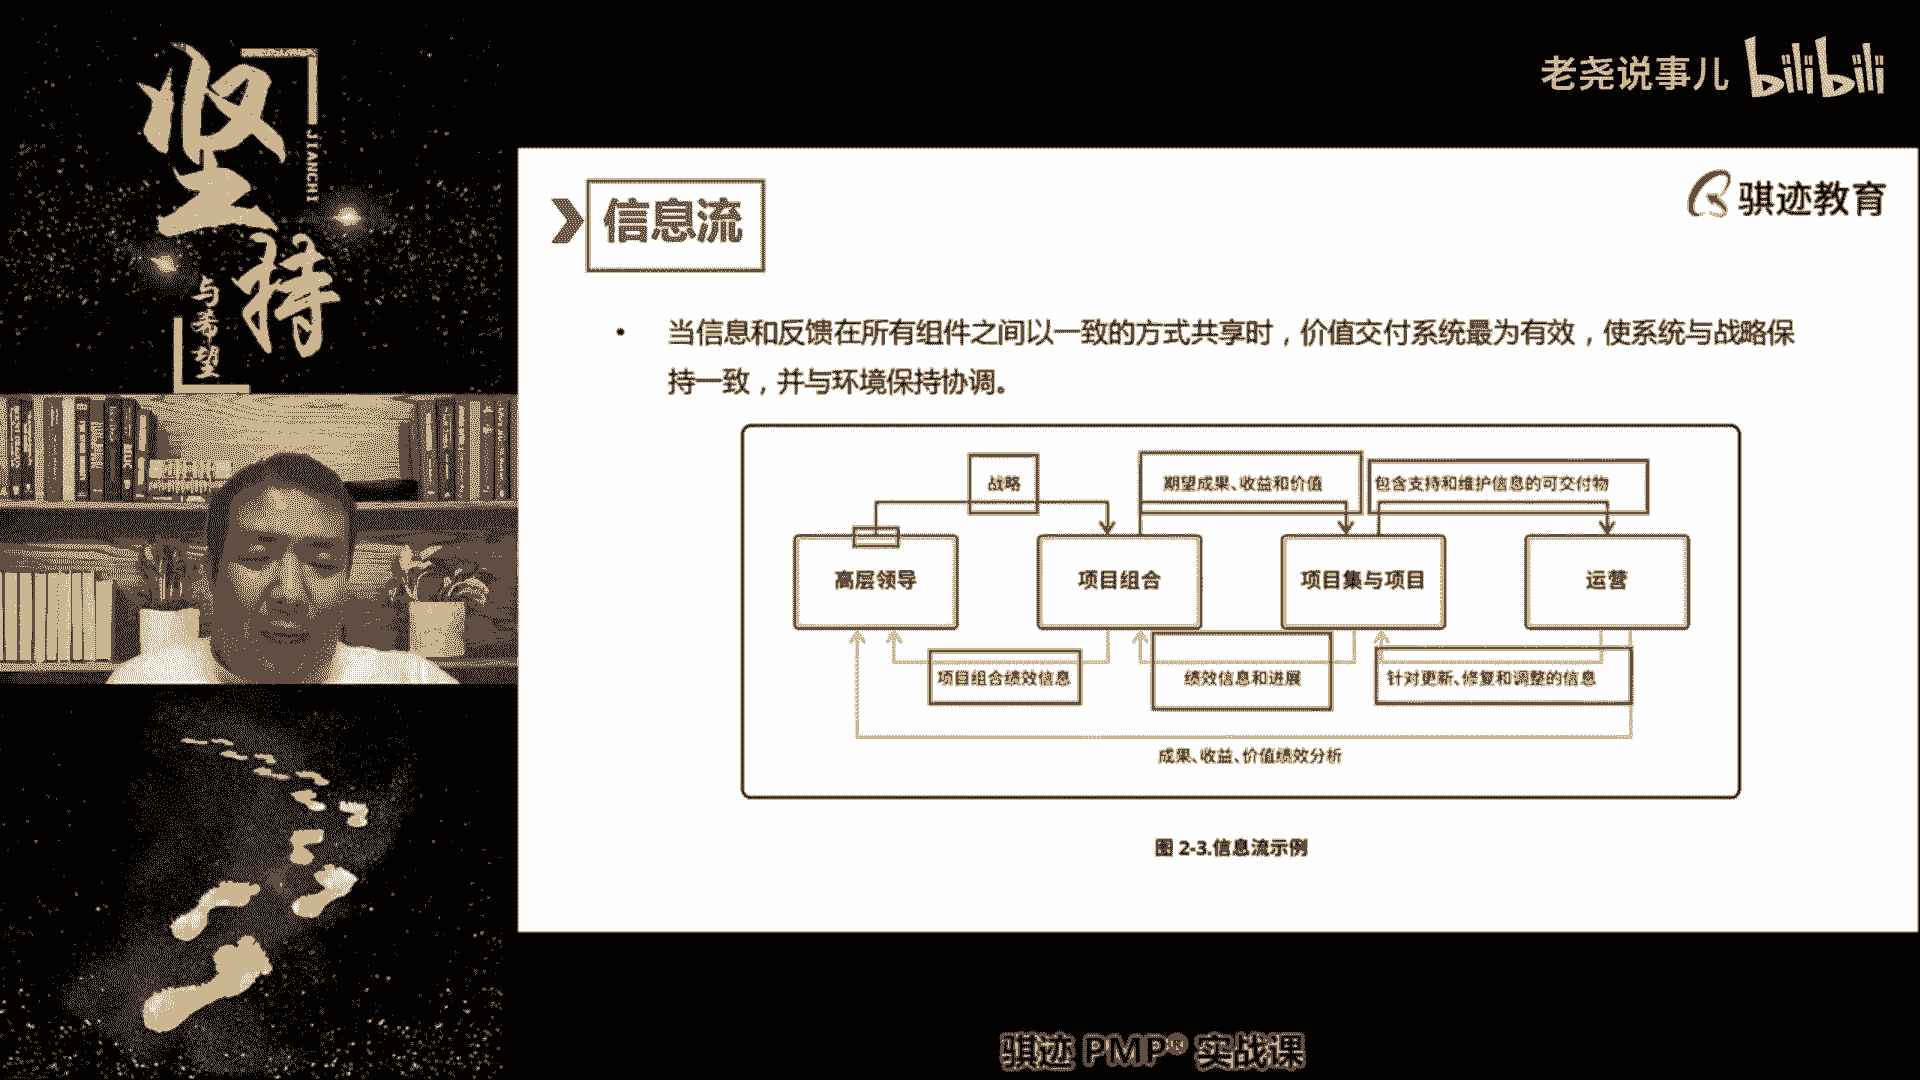 坚持
JIANCHI
与希望
老尧说事儿 bilibili
骐迹教育
信息流
• 当信息和反馈在所有组件之间以一致的方式共享时，价值交付系统最为有效，使系统与战略保
持一致，并与环境保持协调。
战略
期望成果、收益和价值
包含支持和维护信息的可交付物
高层领导
项目组合
项目集与项目
运营
项目组合绩效信息
绩效信息和进展
针对更新、修复和调整的信息
成果、收益、价值绩效分析
图 2-3.信息流示例
骐迹 PMP® 实战课